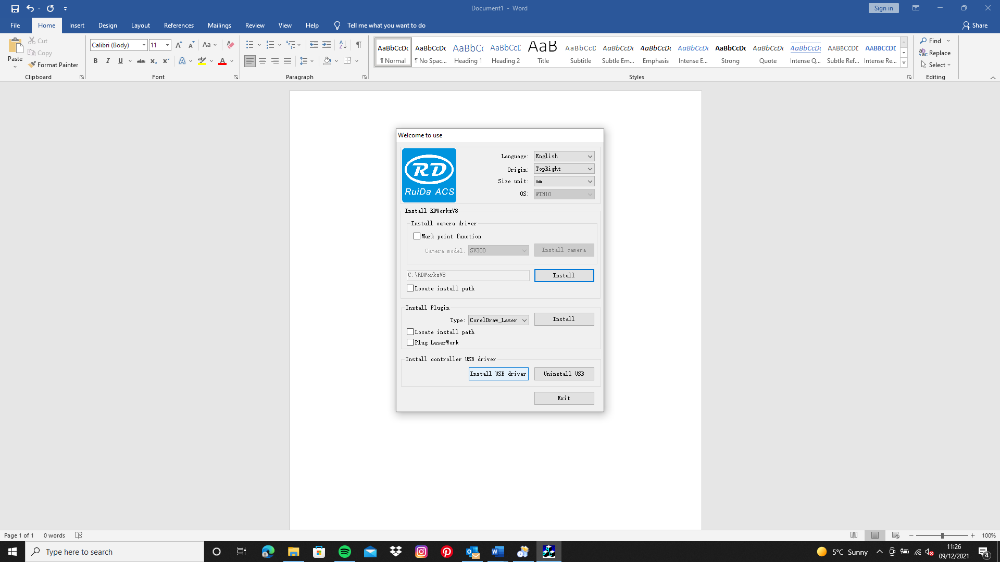 Document1 - Word
Sign in
File Home Insert Design Layout References Mailings Review View Help Tell me what you want to do Share
Paste
Cut
Copy
Format Painter
Clipboard
Calibri (Body) 11
Aa
B I U abc x₂ x²
A A
Font
Paragraph
AaBbCcDc AaBbCcDc AaBbC( AaBbCcD AaB AaBbCcD AaBbCcDc AaBbCcDc AaBbCcDc AaBbCcDc AaBbCcDc AaBbCcDc AABBCCDE AABBCCDE
¶ Normal ¶ No Spac... Heading 1 Heading 2 Title Subtitle Subtle Em... Emphasis Intense E... Strong Quote Intense Q... Subtle Ref... Intense Re...
Styles
Find
Replace
Select
Editing
Welcome to use
RD
RuiDa ACS
Language: English
Origin: TopRight
Size unit: mm
OS: WIN10
Install RDWorksV8
Install camera driver
Mark point function
Camera model: SV300 Install camera
C:\RDWorksV8 Install
Locate install path
Install Plugin
Type: CorelDraw_Laser Install
Locate install path
Plug LaserWork
Install controller USB driver
Install USB driver Uninstall USB
Exit
Page 1 of 1 0 words 100%
Type here to search
5°C Sunny
11:26
09/12/2021
4